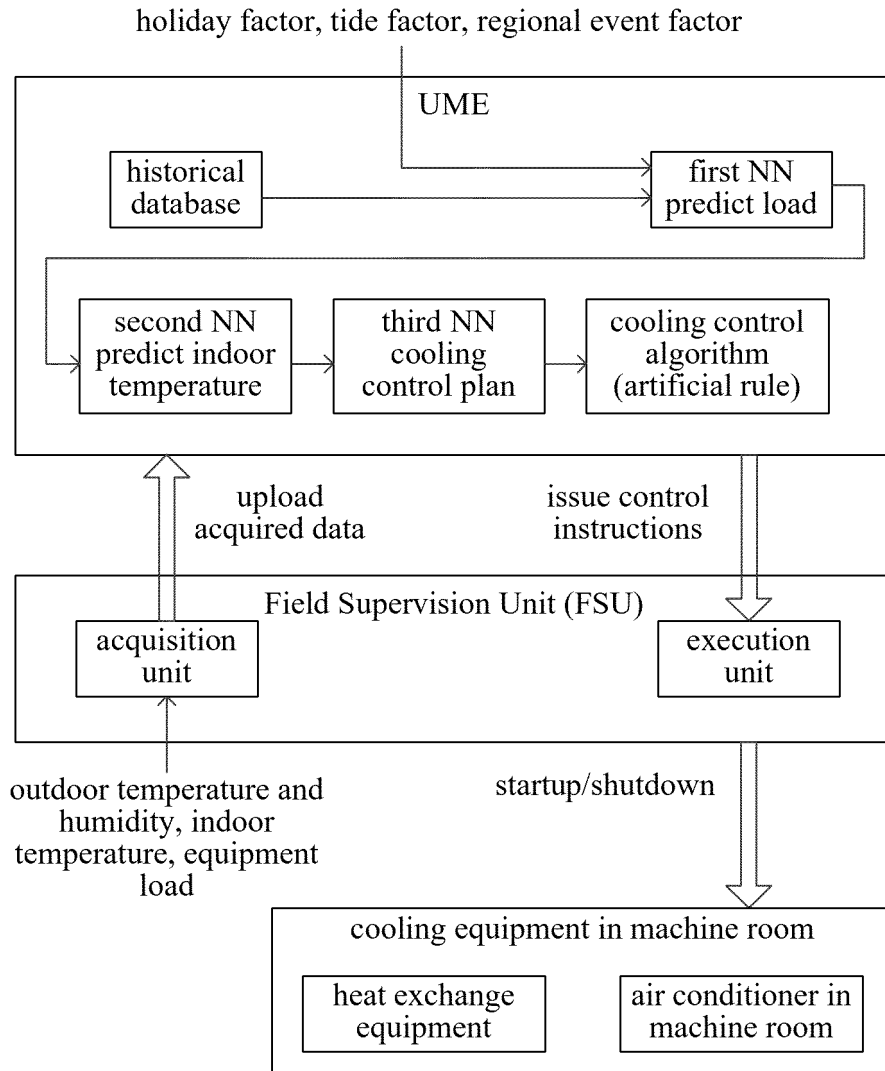 holiday factor, tide factor, regional event factor
UME
historical
database
first NN
predict load
second NN
predict indoor
temperature
third NN
cooling
control plan
cooling control
algorithm
(artificial rule)
upload
acquired data
issue control
instructions
Field Supervision Unit (FSU)
acquisition
unit
execution
unit
outdoor temperature and
humidity, indoor
temperature, equipment
load
startup/shutdown
cooling equipment in machine room
heat exchange
equipment
air conditioner in
machine room